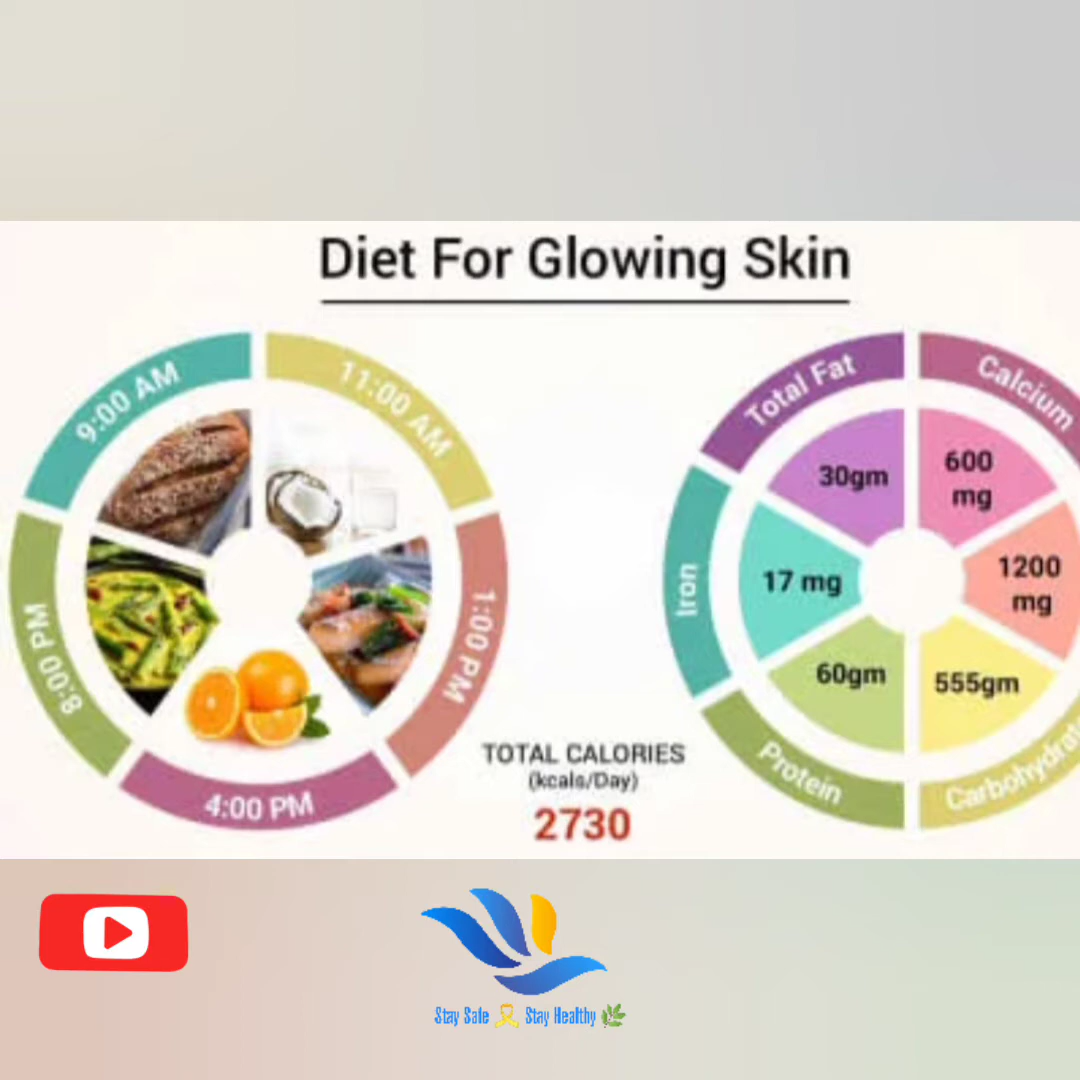 Diet For Glowing Skin
9:00 AM
11:00 AM
1:00 PM
4:00 PM
8:00 PM
TOTAL CALORIES
(kcals/Day)
2730
Total Fat
30gm
Calcium
600
mg
1200
mg
Carbohydrat
555gm
Protein
60gm
Iron
17 mg
Stay Safe 🎗 Stay Healthy 🌿